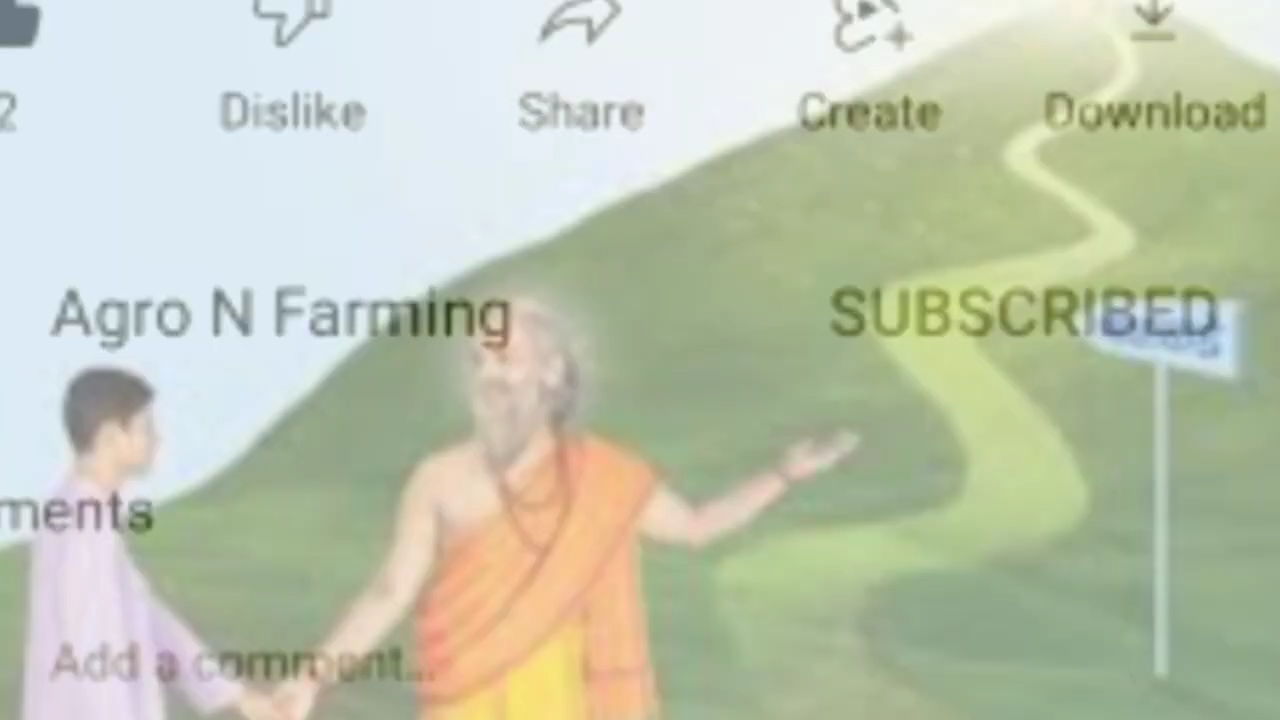 2 Dislike Share Create Download
Agro N Farming SUBSCRIBED
ments
Add a comment...